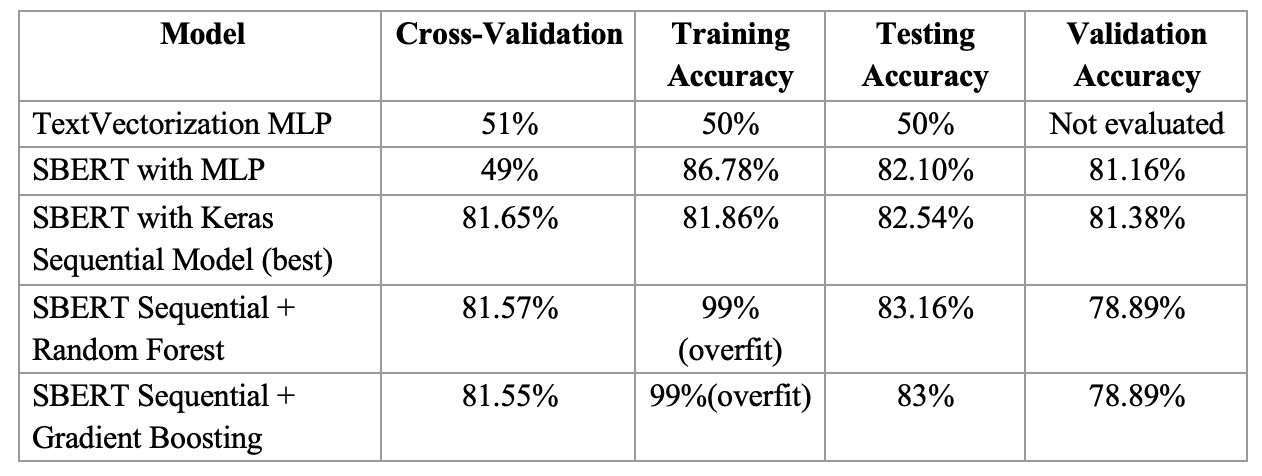 Model Cross-Validation Training Accuracy Testing Accuracy Validation Accuracy
TextVectorization MLP 51% 50% 50% Not evaluated
SBERT with MLP 49% 86.78% 82.10% 81.16%
SBERT with Keras Sequential Model (best) 81.65% 81.86% 82.54% 81.38%
SBERT Sequential + Random Forest 81.57% 99% (overfit) 83.16% 78.89%
SBERT Sequential + Gradient Boosting 81.55% 99%(overfit) 83% 78.89%